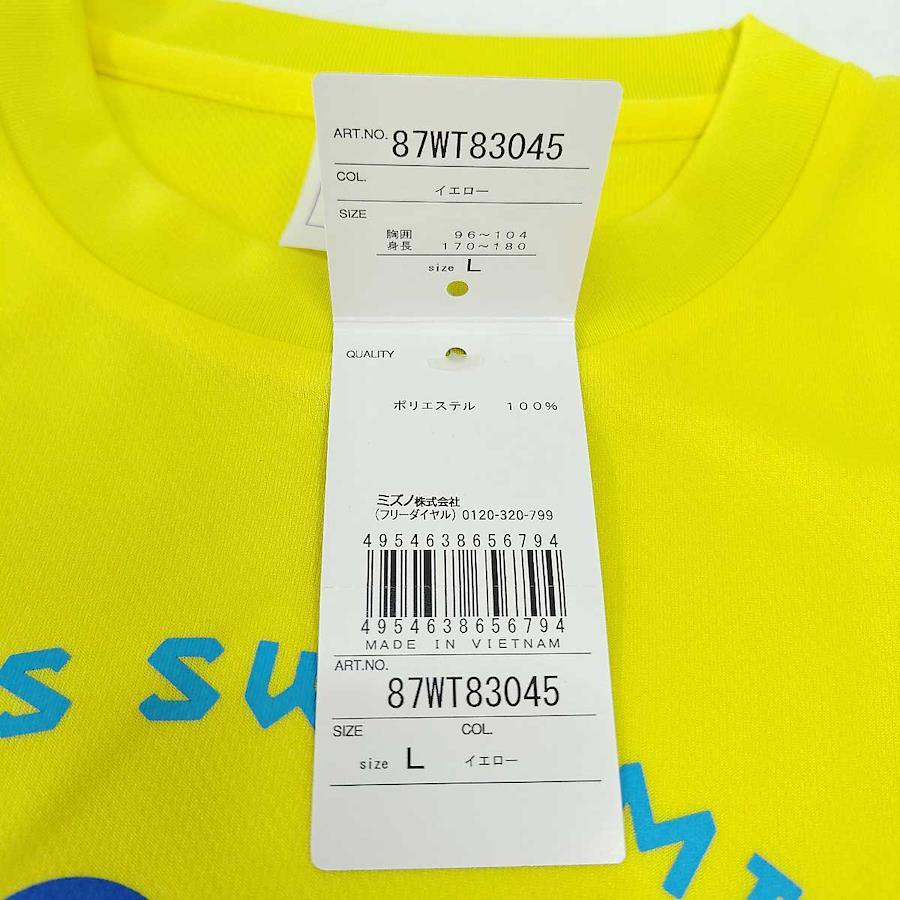 ART.NO. 87WT83045
COL.
イエロー
SIZE
胸囲 96～104
身長 170～180
size L
QUALITY
ポリエステル 100%
ミズノ株式会社
(フリーダイヤル) 0120-320-799
4954638656794
4954638656794
MADE IN VIETNAM
ART.NO.
87WT83045
SIZE COL.
size L イエロー
S SW
MI